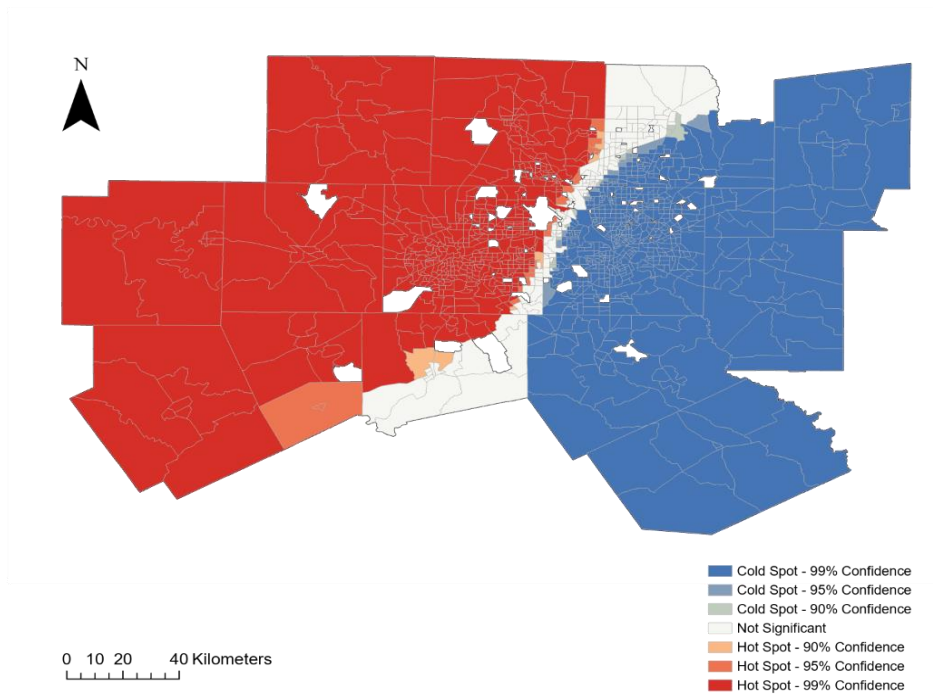 N
Cold Spot - 99% Confidence
Cold Spot - 95% Confidence
Cold Spot - 90% Confidence
Not Significant
Hot Spot - 90% Confidence
Hot Spot - 95% Confidence
Hot Spot - 99% Confidence
0 10 20 40 Kilometers